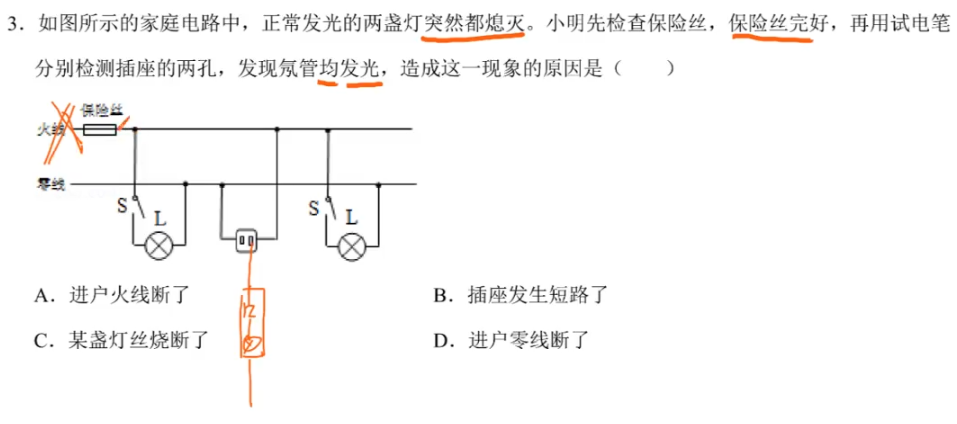 3. 如图所示的家庭电路中，正常发光的两盏灯突然都熄灭。小明先检查保险丝，保险丝完好，再用试电笔
分别检测插座的两孔，发现氖管均发光，造成这一现象的原因是（　　）
保险丝
火线
零线
S L
S L
A．进户火线断了
B．插座发生短路了
C．某盏灯丝烧断了
D．进户零线断了